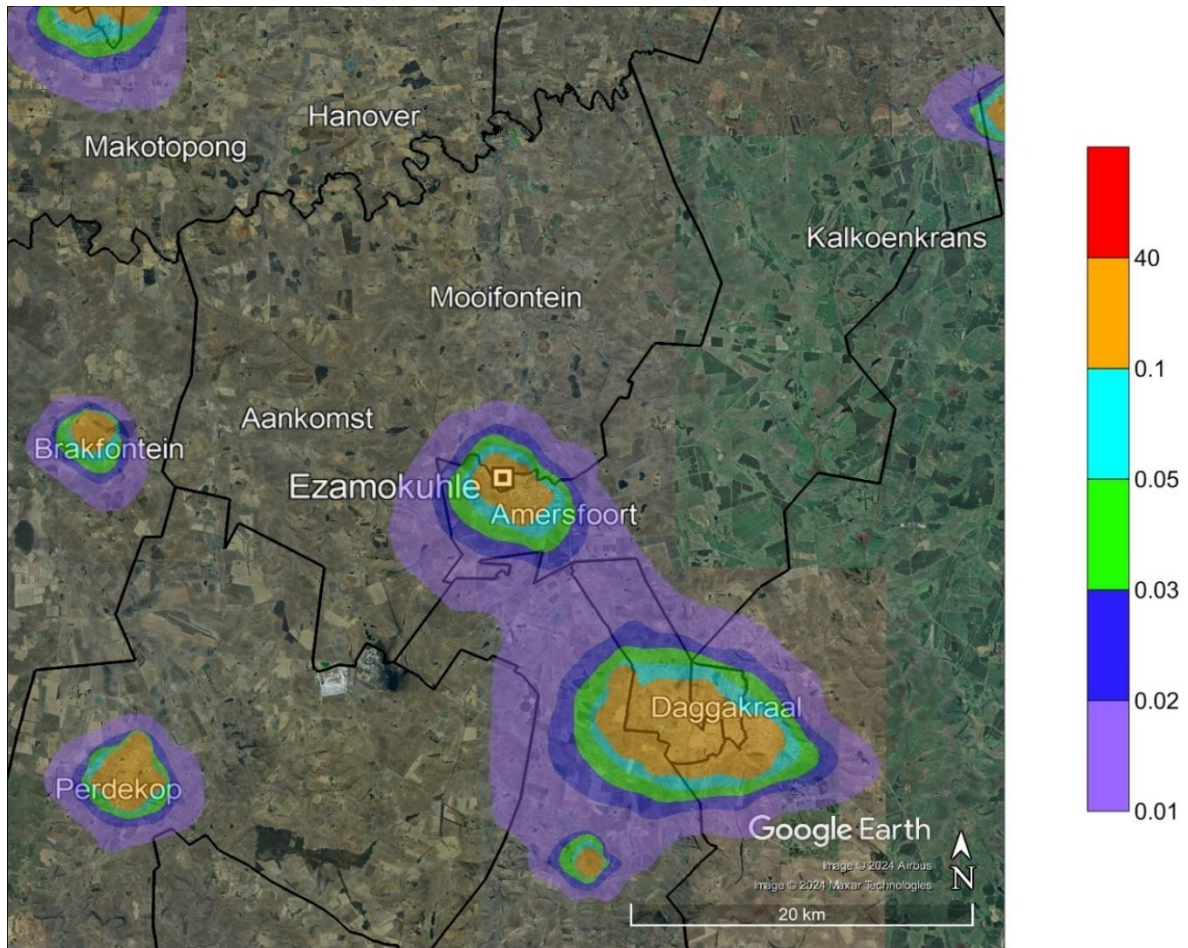 Hanover
Makotopong
Kalkoenkrans
40
Mooifontein
0.1
Aankomst
Brakfontein
Ezamokuhle
0.05
Amersfoort
0.03
0.02
Daggakraal
Perdekop
0.01
Google Earth
Image © 2024 Airbus
Image © 2024 Maxar Technologies
N
20 km